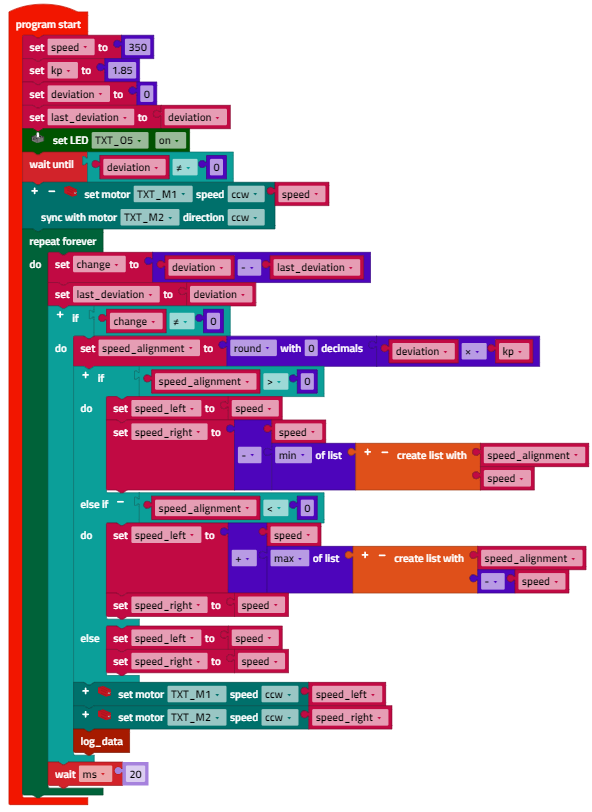 program start
set speed to 350
set kp to 1.85
set deviation to 0
set last_deviation to deviation
set LED TXT_O5 on
wait until deviation ≠ 0
+ − set motor TXT_M1 speed ccw speed
sync with motor TXT_M2 direction ccw
repeat forever
do set change to deviation - last_deviation
set last_deviation to deviation
+ if change ≠ 0
do set speed_alignment to round with 0 decimals deviation × kp
+ if speed_alignment > 0
do set speed_left to speed
set speed_right to speed
- min of list + − create list with speed_alignment
speed
else if − speed_alignment < 0
do set speed_left to speed
+ max of list + − create list with speed_alignment
- speed
set speed_right to speed
else set speed_left to speed
set speed_right to speed
+ set motor TXT_M1 speed ccw speed_left
+ set motor TXT_M2 speed ccw speed_right
log_data
wait ms 20